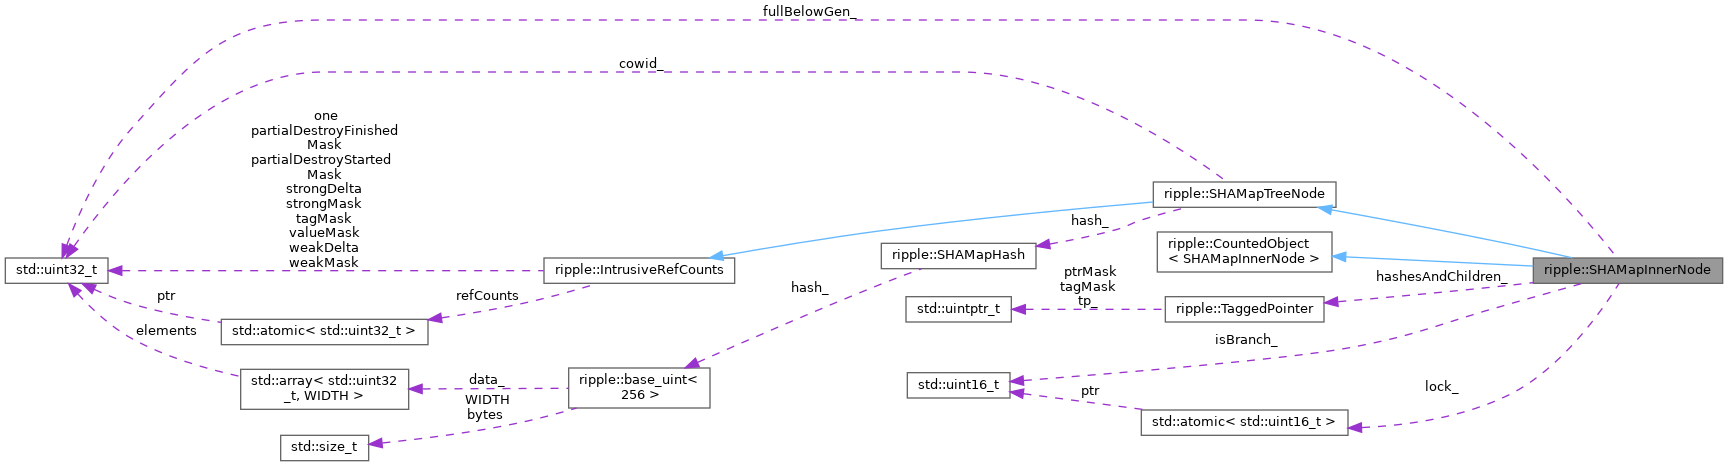 fullBelowGen_
cowid_
one
partialDestroyFinished
Mask
partialDestroyStarted
Mask
strongDelta
strongMask
tagMask
valueMask
weakDelta
weakMask
ripple::SHAMapTreeNode
hash_
ripple::CountedObject
< SHAMapInnerNode >
ripple::SHAMapHash
std::uint32_t
ripple::IntrusiveRefCounts
ripple::SHAMapInnerNode
ptrMask
tagMask
tp_
hashesAndChildren_
hash_
ptr
refCounts
std::uintptr_t
ripple::TaggedPointer
elements
std::atomic< std::uint32_t >
isBranch_
std::array< std::uint32
_t, WIDTH >
data_
WIDTH
bytes
ripple::base_uint<
256 >
std::uint16_t
ptr
lock_
std::atomic< std::uint16_t >
std::size_t